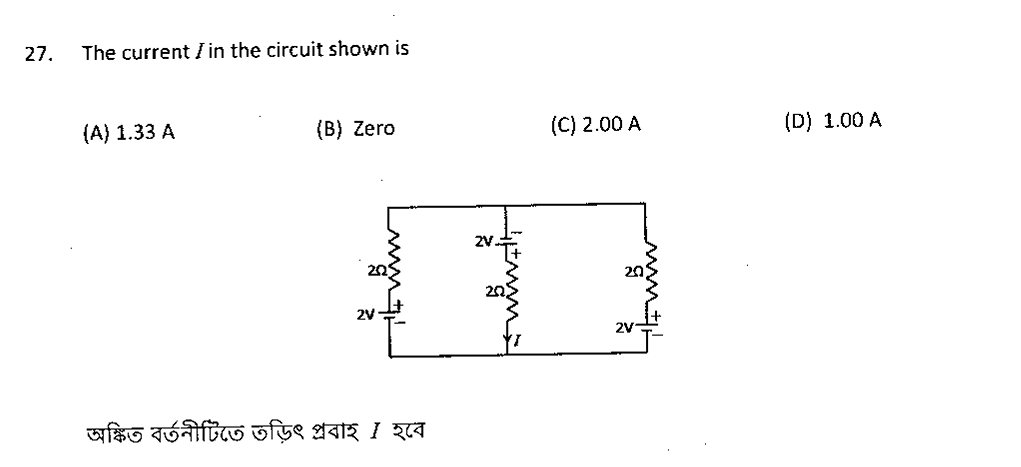 27. The current I in the circuit shown is
(A) 1.33 A (B) Zero (C) 2.00 A (D) 1.00 A
2V - +
2Ω 2Ω 2Ω
2V + -
2V + -
I
অঙ্কিত বর্তনীটিতে তড়িৎ প্রবাহ I হবে